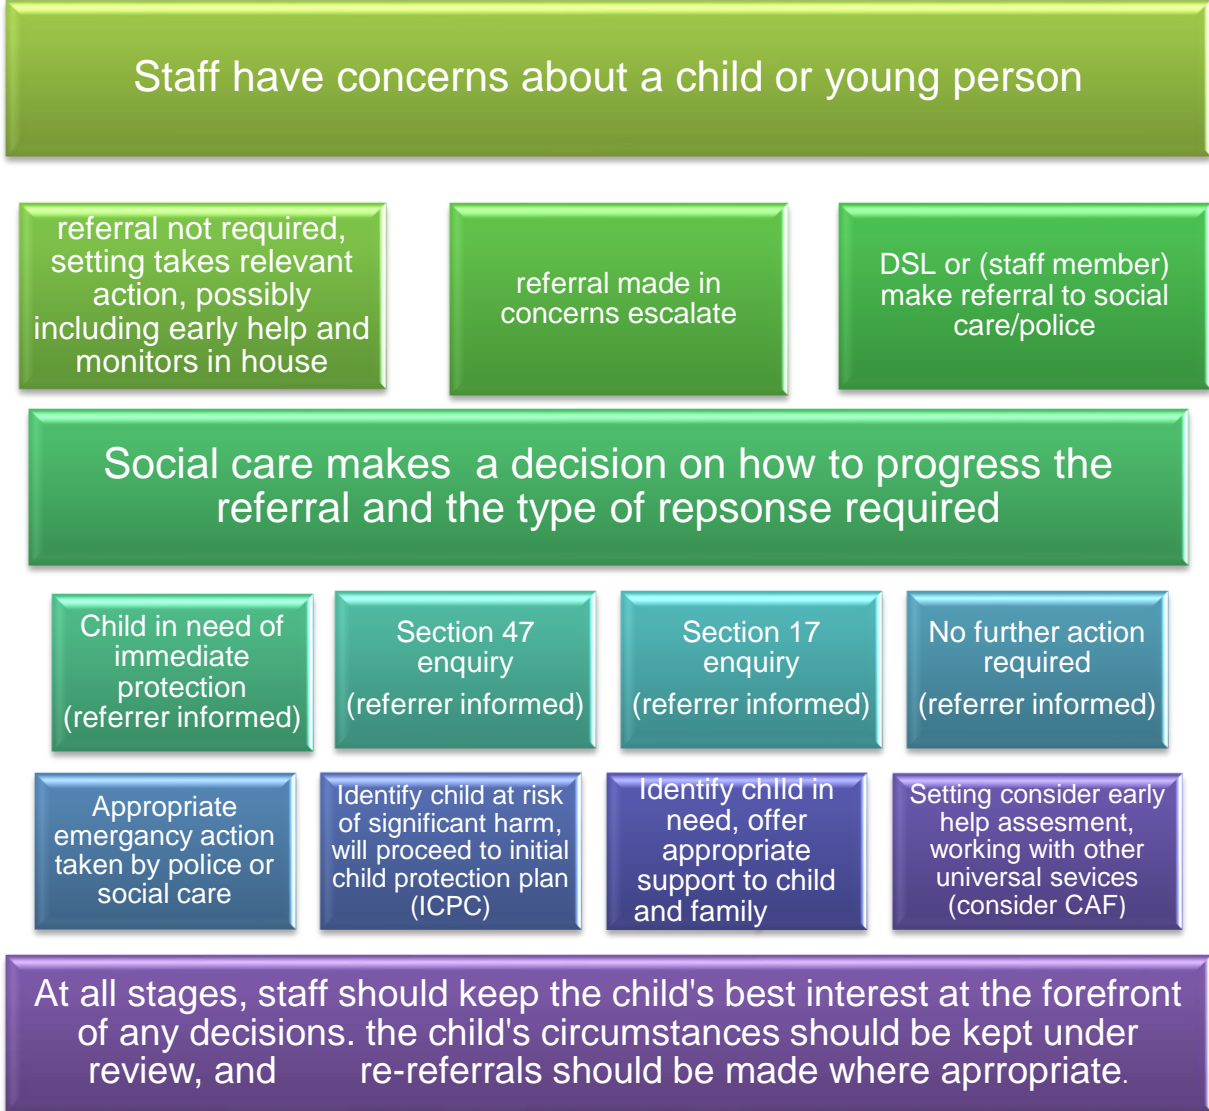 Staff have concerns about a child or young person
referral not required,
setting takes relevant
action, possibly
including early help and
monitors in house
referral made in
concerns escalate
DSL or (staff member)
make referral to social
care/police
Social care makes  a decision on how to progress the
referral and the type of repsonse required
Child in need of
immediate
protection
(referrer informed)
Section 47
enquiry
(referrer informed)
Section 17
enquiry
(referrer informed)
No further action
required
(referrer informed)
Appropriate
emergancy action
taken by police or
social care
Identify child at risk
of significant harm,
will proceed to initial
child protection plan
(ICPC)
Identify chIld in
need, offer
appropriate
support to child
and family
Setting consider early
help assesment,
working with other
universal sevices
(consider CAF)
At all stages, staff should keep the child's best interest at the forefront
of any decisions. the child's circumstances should be kept under
review, and        re-referrals should be made where aprropriate.